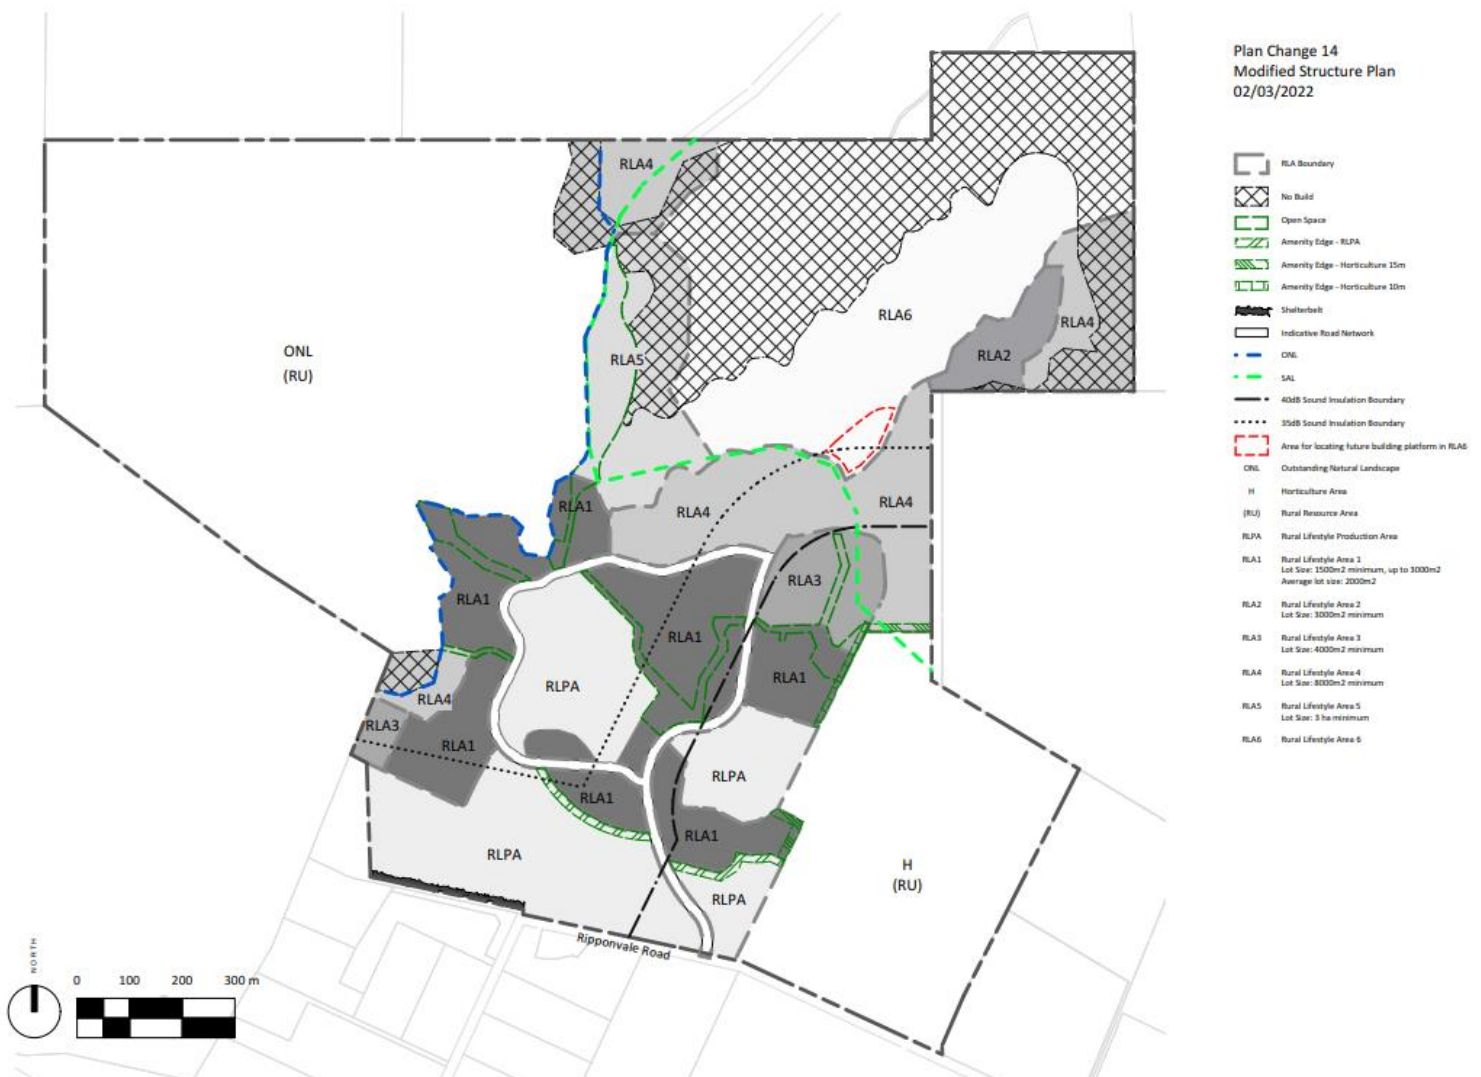 Plan Change 14
Modified Structure Plan
02/03/2022
RLA Boundary
No Build
Open Space
Amenity Edge - RLPA
Amenity Edge - Horticulture 15m
Amenity Edge - Horticulture 10m
Shelterbelt
Indicative Road Network
ONL
SAL
40dB Sound Insulation Boundary
35dB Sound Insulation Boundary
Area for locating future building platform in RLA6
ONL Outstanding Natural Landscape
H Horticulture Area
(RU) Rural Resource Area
RLPA Rural Lifestyle Production Area
RLA1 Rural Lifestyle Area 1
Lot Size: 1500m2 minimum, up to 3000m2
Average lot size: 2000m2
RLA2 Rural Lifestyle Area 2
Lot Size: 3000m2 minimum
RLA3 Rural Lifestyle Area 3
Lot Size: 4000m2 minimum
RLA4 Rural Lifestyle Area 4
Lot Size: 8000m2 minimum
RLA5 Rural Lifestyle Area 5
Lot Size: 3 ha minimum
RLA6 Rural Lifestyle Area 6
RLA4
RLA6
RLA4
ONL
(RU)
RLA2
RLA5
RLA1
RLA4
RLA4
RLA3
RLA1
RLA1
RLA1
RLPA
RLA4
RLA3
RLA1
RLPA
RLA1
RLA1
RLPA
H
(RU)
RLPA
Ripponvale Road
NORTH
0 100 200 300 m